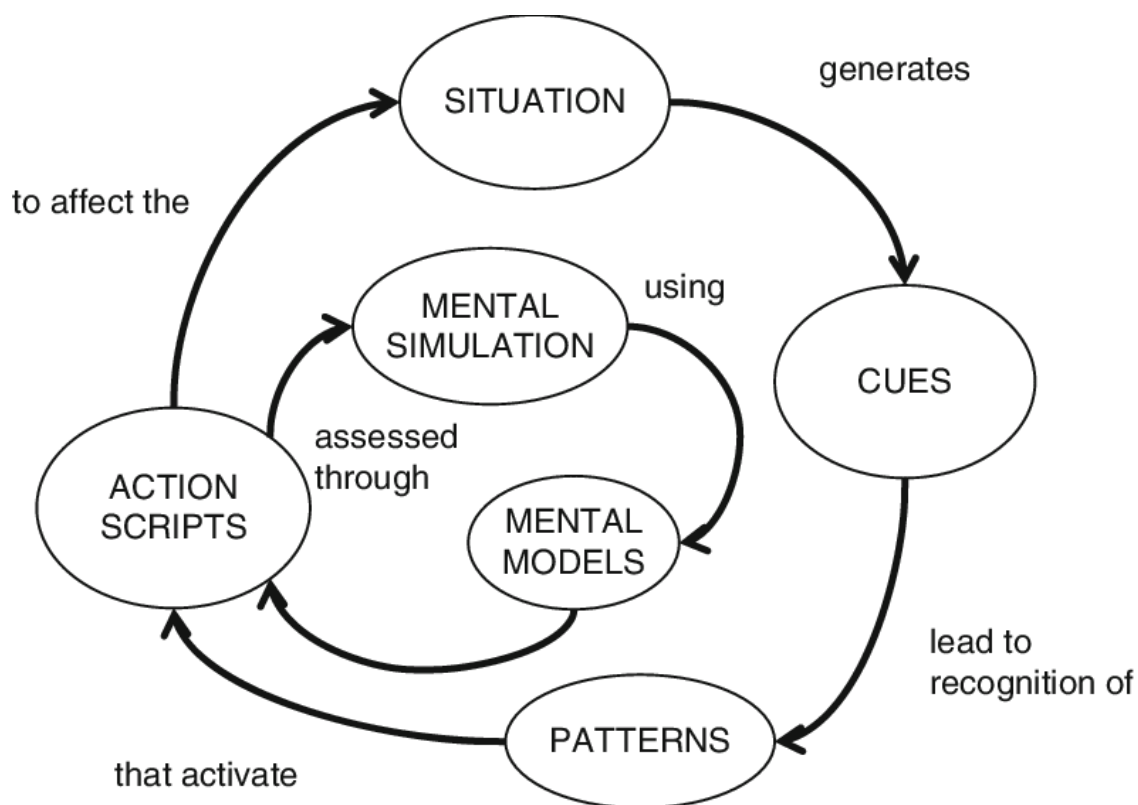 SITUATION
generates
to affect the
MENTAL
SIMULATION
using
CUES
assessed
through
ACTION
SCRIPTS
MENTAL
MODELS
lead to
recognition of
PATTERNS
that activate